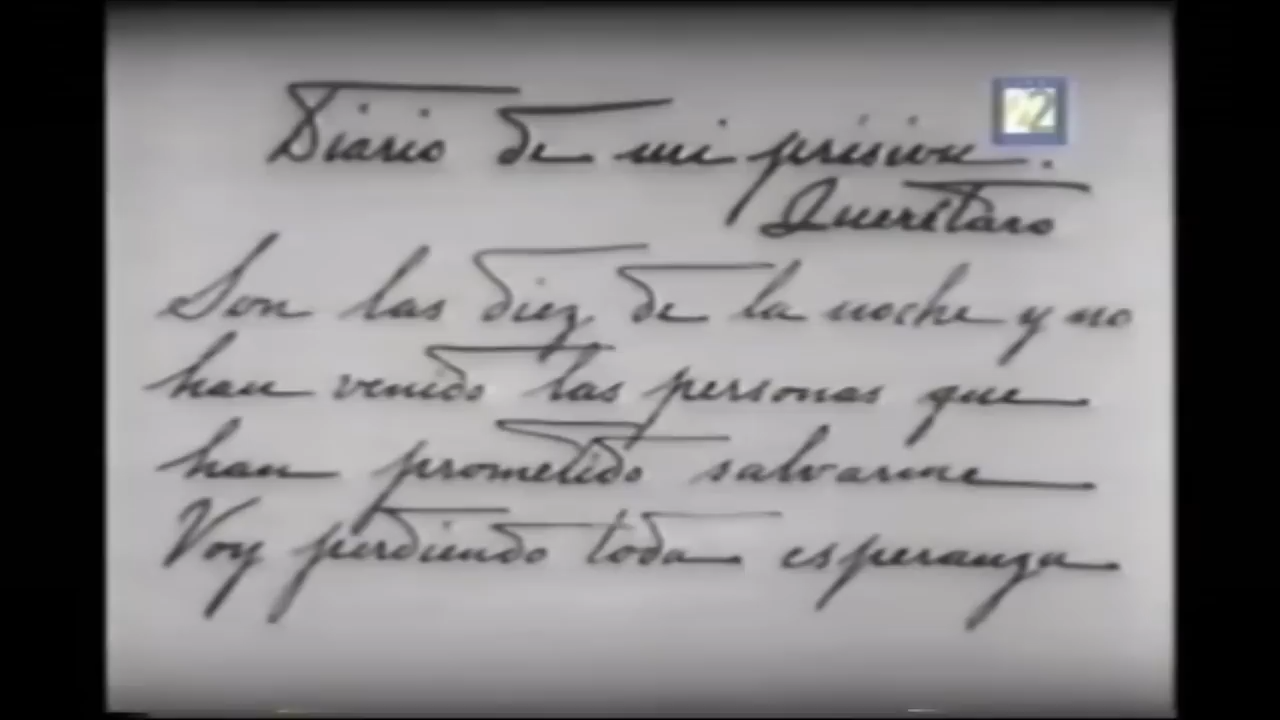 Diario de mi prision.
22
Querétaro
Son las diez de la noche y no
han venido las personas que
han prometido salvarme
Voy perdiendo toda esperanza